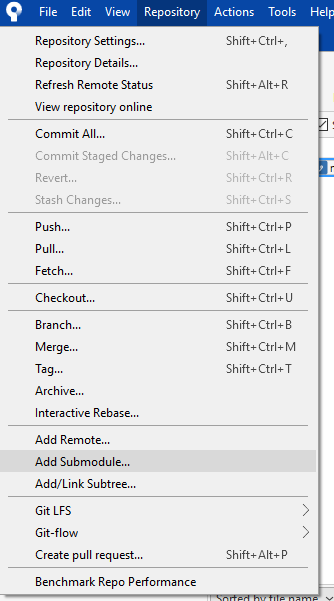 File Edit View Repository Actions Tools Help
Repository Settings... Shift+Ctrl+,
Repository Details...
Refresh Remote Status Shift+Alt+R
View repository online
Commit All... Shift+Ctrl+C
Commit Staged Changes... Shift+Alt+C
Revert... Shift+Ctrl+R
Stash Changes... Shift+Ctrl+S
Push... Shift+Ctrl+P
Pull... Shift+Ctrl+L
Fetch... Shift+Ctrl+F
Checkout... Shift+Ctrl+U
Branch... Shift+Ctrl+B
Merge... Shift+Ctrl+M
Tag... Shift+Ctrl+T
Archive...
Interactive Rebase...
Add Remote...
Add Submodule...
Add/Link Subtree...
Git LFS
Git-flow
Create pull request... Shift+Alt+P
Benchmark Repo Performance
Sorted by file name